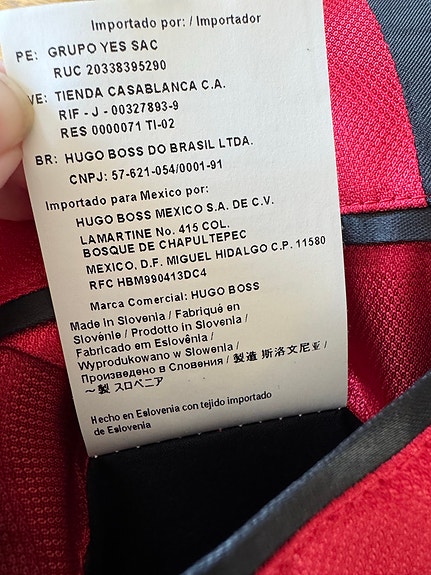 Importado por: / Importador
PE: GRUPO YES SAC
RUC 20338395290
VE: TIENDA CASABLANCA C.A.
RIF - J - 00327893-9
RES 0000071 TI-02
BR: HUGO BOSS DO BRASIL LTDA.
CNPJ: 57-621-054/0001-91
Importado para Mexico por:
HUGO BOSS MEXICO S.A. DE C.V.
LAMARTINE No. 415 COL.
BOSQUE DE CHAPULTEPEC
MEXICO, D.F. MIGUEL HIDALGO C.P. 11580
RFC HBM990413DC4
Marca Comercial: HUGO BOSS
Made in Slovenia / Fabriqué en
Slovénie / Prodotto in Slovenia /
Fabricado em Eslovênia /
Wyprodukowano w Slowenia /
Произведено в Словения / 製造 斯洛文尼亚 /
～製 スロベニア
Hecho en Eslovenia con tejido importado
de Eslovenia